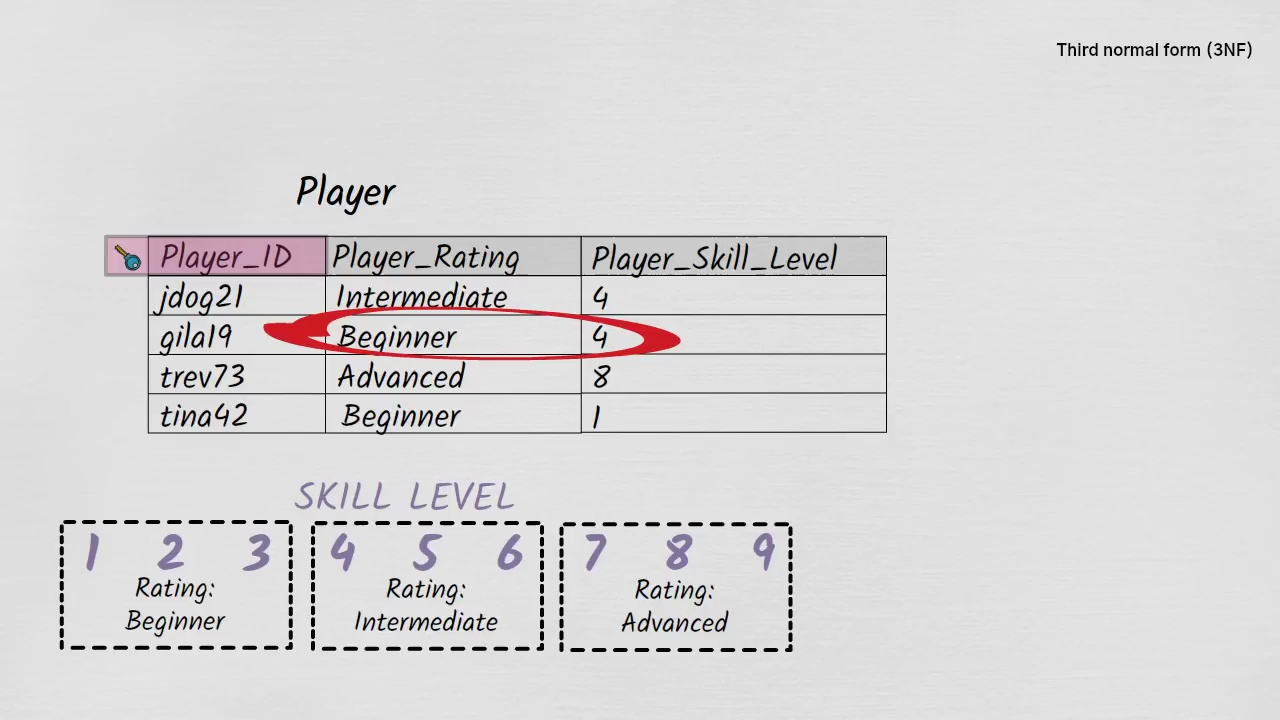 Third normal form (3NF)
Player
Player_ID Player_Rating Player_Skill_Level
jdog21 Intermediate 4
gila19 Beginner 4
trev73 Advanced 8
tina42 Beginner 1
SKILL LEVEL
1 2 3 4 5 6 7 8 9
Rating: Rating: Rating:
Beginner Intermediate Advanced